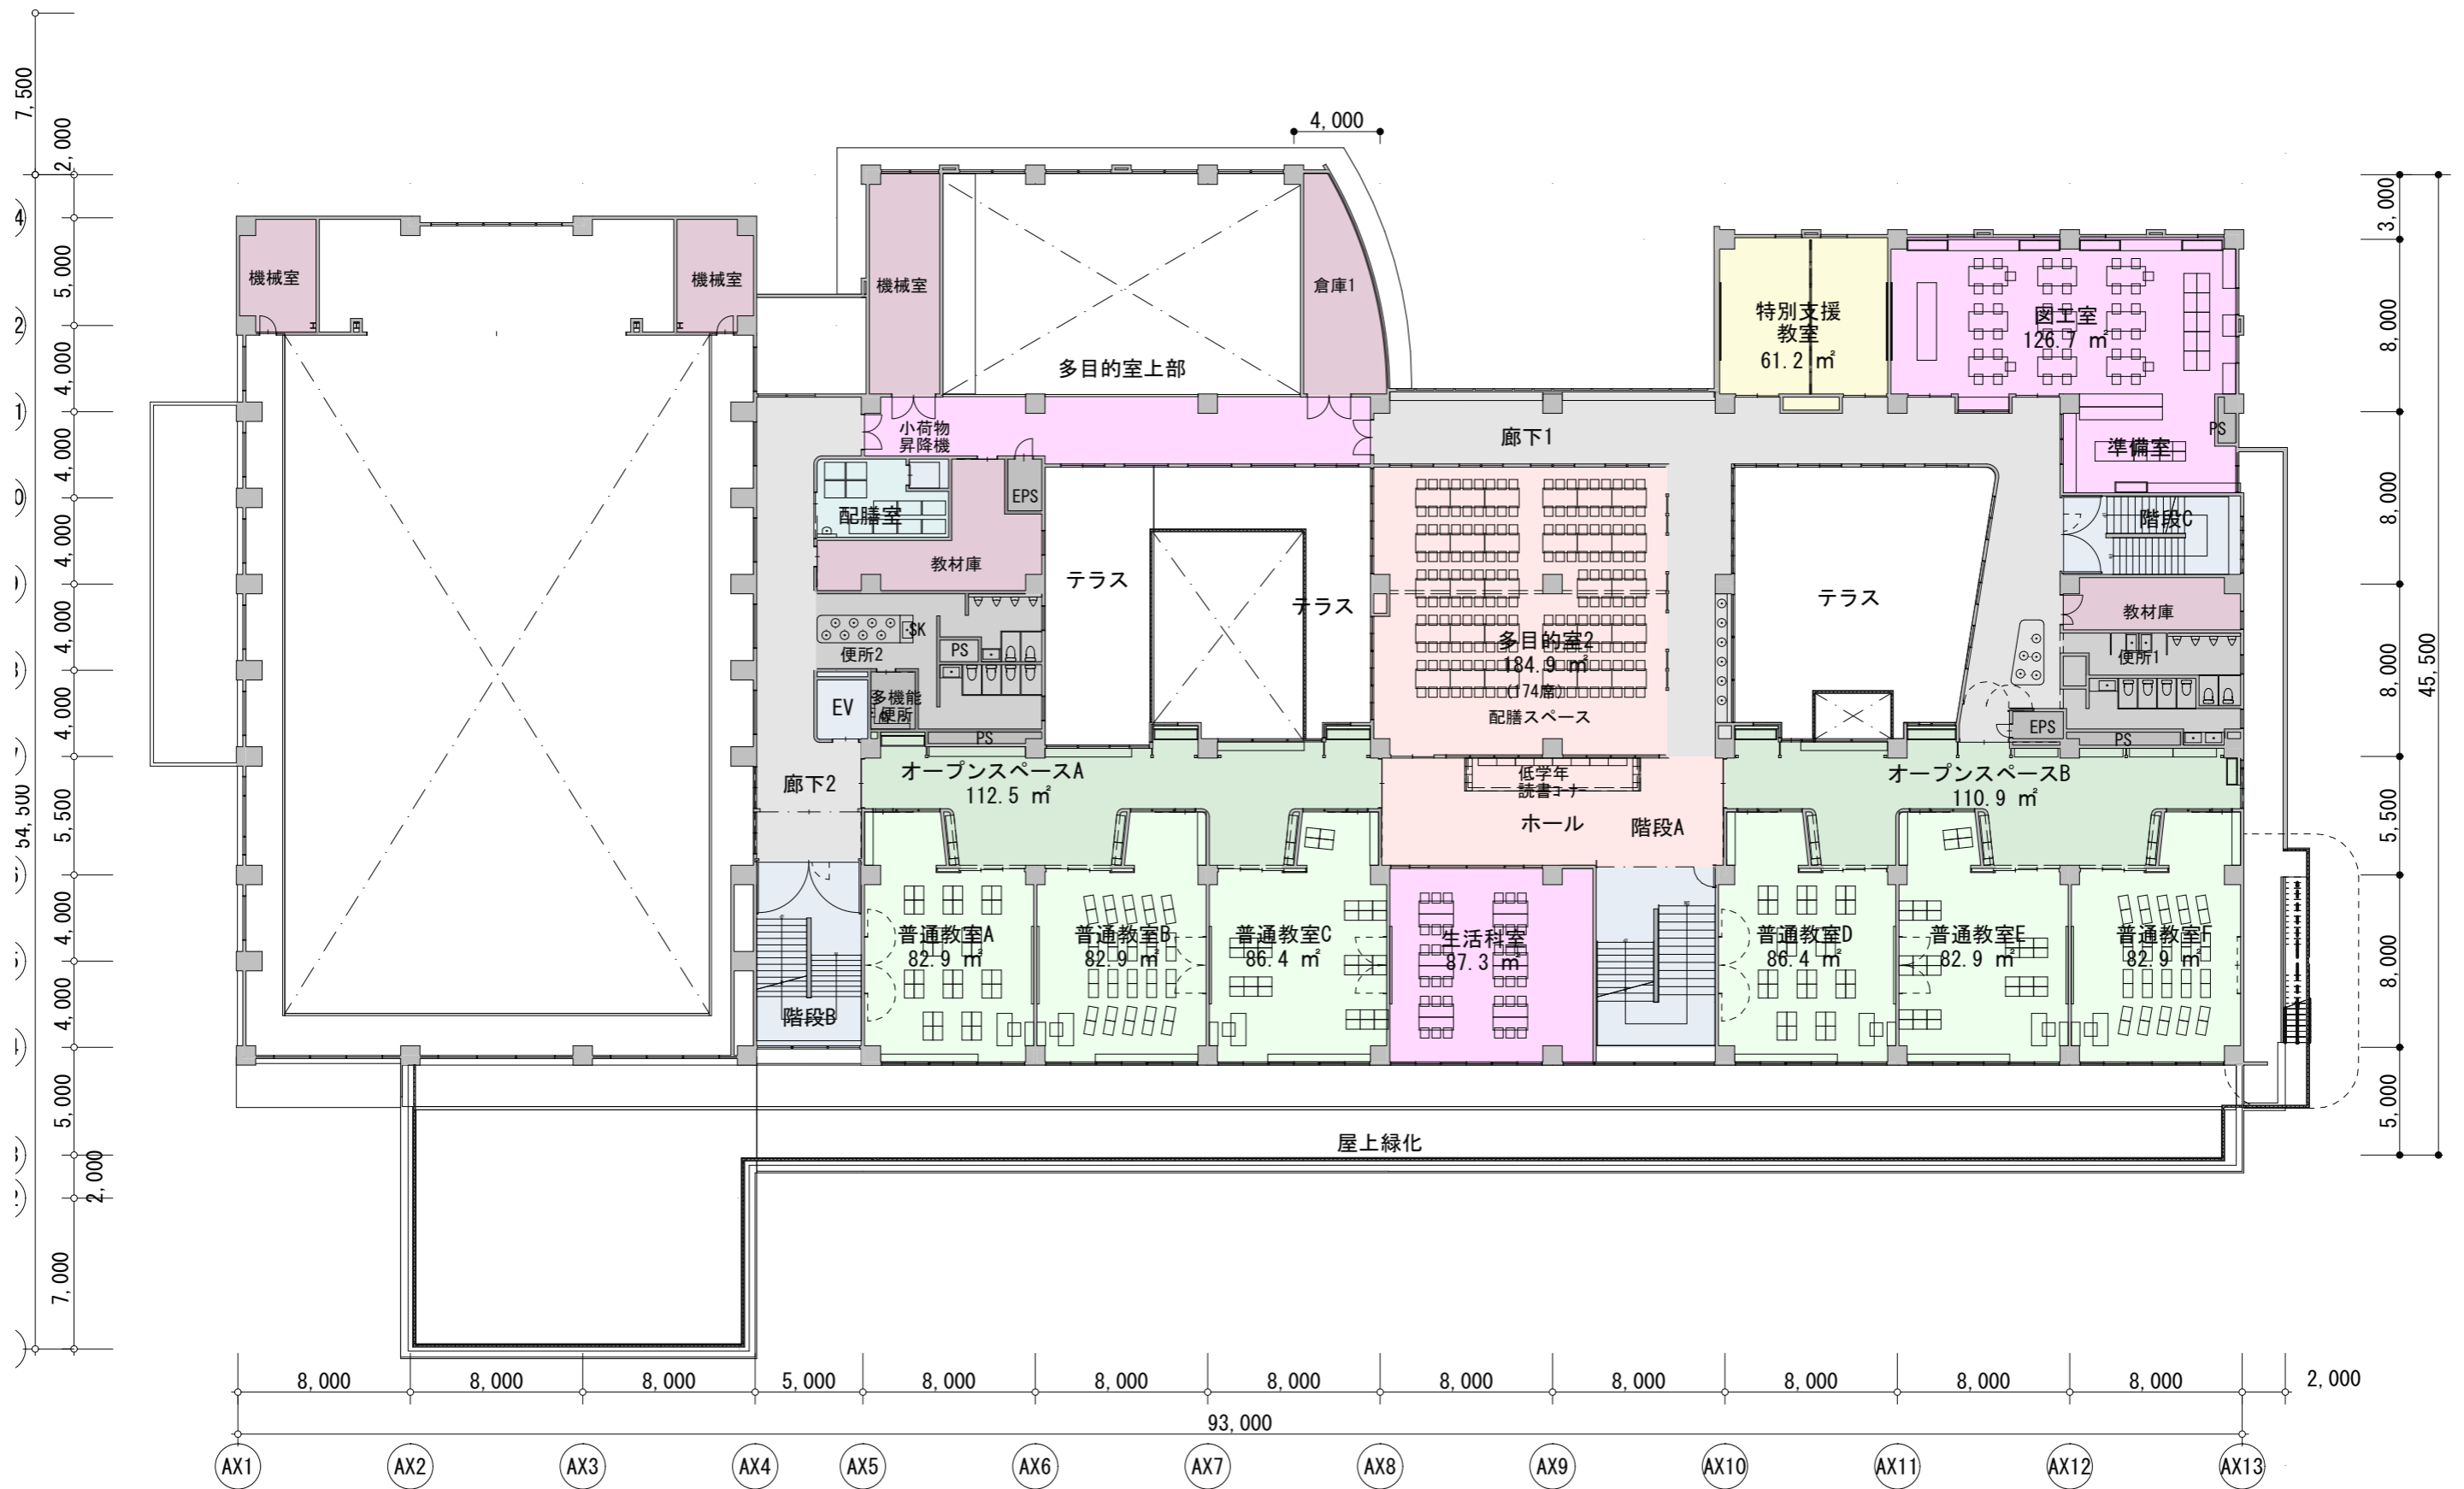 4,000
7,500
2,000
5,000
4,000
4,000
4,000
4,000
4,000
4,000
5,500
4,000
4,000
5,000
2,000
7,000
54,500
3,000
8,000
8,000
8,000
5,500
8,000
5,000
45,500
機械室
機械室
機械室
多目的室上部
倉庫1
特別支援
教室
61.2 ㎡
図工室
126.7 ㎡
小荷物
昇降機
廊下1
準備室
PS
EPS
配膳室
教材庫
テラス
テラス
テラス
階段C
教材庫
SK
便所2
PS
多目的室2
184.9 ㎡
(174席)
配膳スペース
便所1
EV
多機能
便所
PS
EPS
PS
廊下2
オープンスペースA
112.5 ㎡
低学年
読書コーナー
ホール
階段A
オープンスペースB
110.9 ㎡
普通教室A
82.9 ㎡
普通教室B
82.9 ㎡
普通教室C
86.4 ㎡
生活科室
87.3 ㎡
普通教室D
86.4 ㎡
普通教室E
82.9 ㎡
普通教室F
82.9 ㎡
階段B
屋上緑化
8,000
8,000
8,000
5,000
8,000
8,000
8,000
8,000
8,000
8,000
8,000
8,000
2,000
93,000
AX1
AX2
AX3
AX4
AX5
AX6
AX7
AX8
AX9
AX10
AX11
AX12
AX13